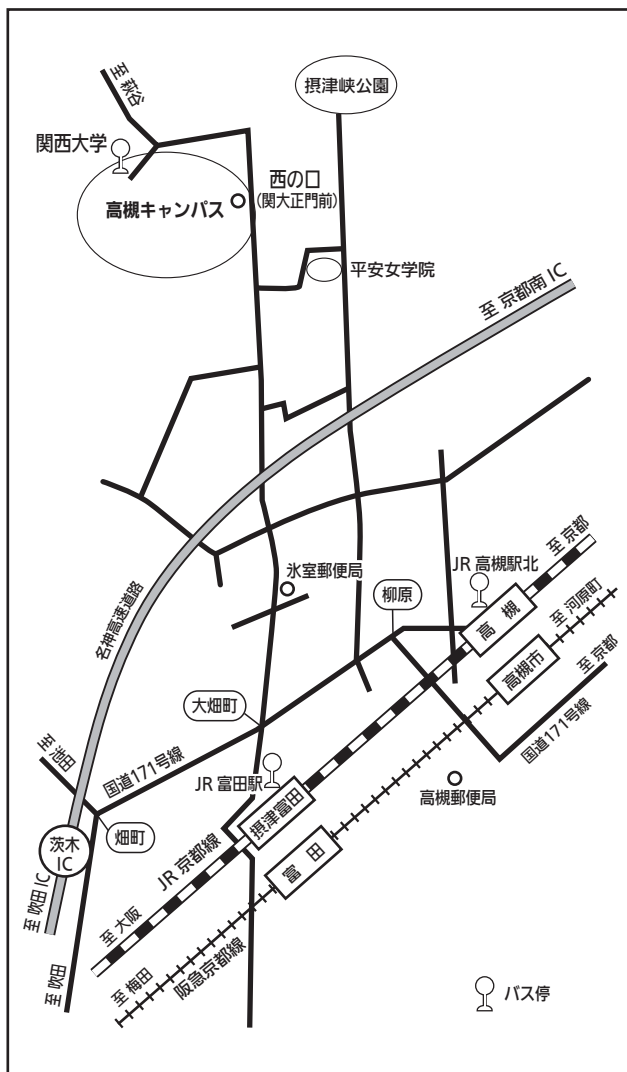 至 萩谷
摂津峡公園
関西大学
高槻キャンパス
西の口
(関大正門前)
平安女学院
至 京都南 IC
名神高速道路
氷室郵便局
柳原
JR 高槻駅北
至 京都
高 槻
至 河原町
高槻市
至 京都
国道171号線
大畑町
至 池田
国道171号線
JR 富田駅
高槻郵便局
摂津富田
茨木
IC
畑町
JR 京都線
富 田
至 吹田 IC
至 大阪
至 吹田
至 梅田
阪急京都線
バス停